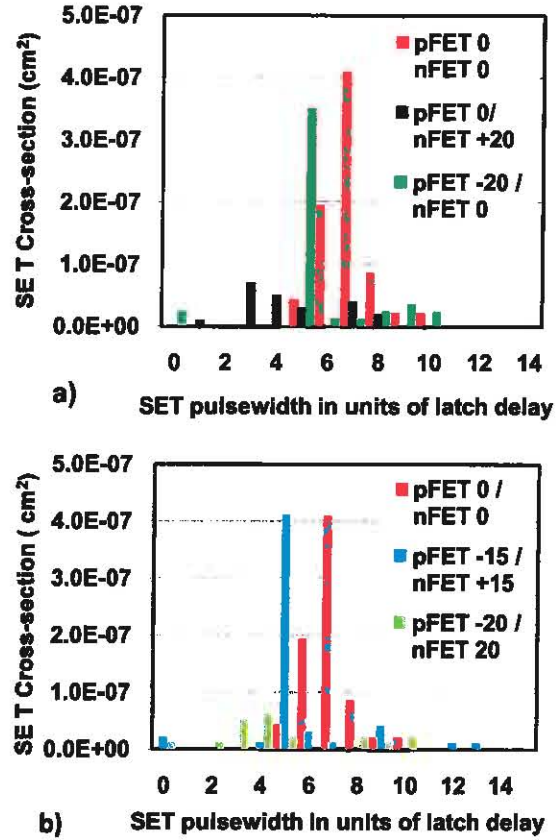 5.0E-07
4.0E-07
3.0E-07
2.0E-07
1.0E-07
0.0E+00
SE T Cross-section (cm²)
pFET 0
nFET 0
pFET 0/
nFET +20
pFET -20 /
nFET 0
0 2 4 6 8 10 12 14
a)
SET pulsewidth in units of latch delay
5.0E-07
4.0E-07
3.0E-07
2.0E-07
1.0E-07
0.0E+00
SE T Cross-section ( cm²)
pFET 0 /
nFET 0
pFET -15 /
nFET +15
pFET -20 /
nFET 20
0 2 4 6 8 10 12 14
b)
SET pulsewidth in units of latch delay